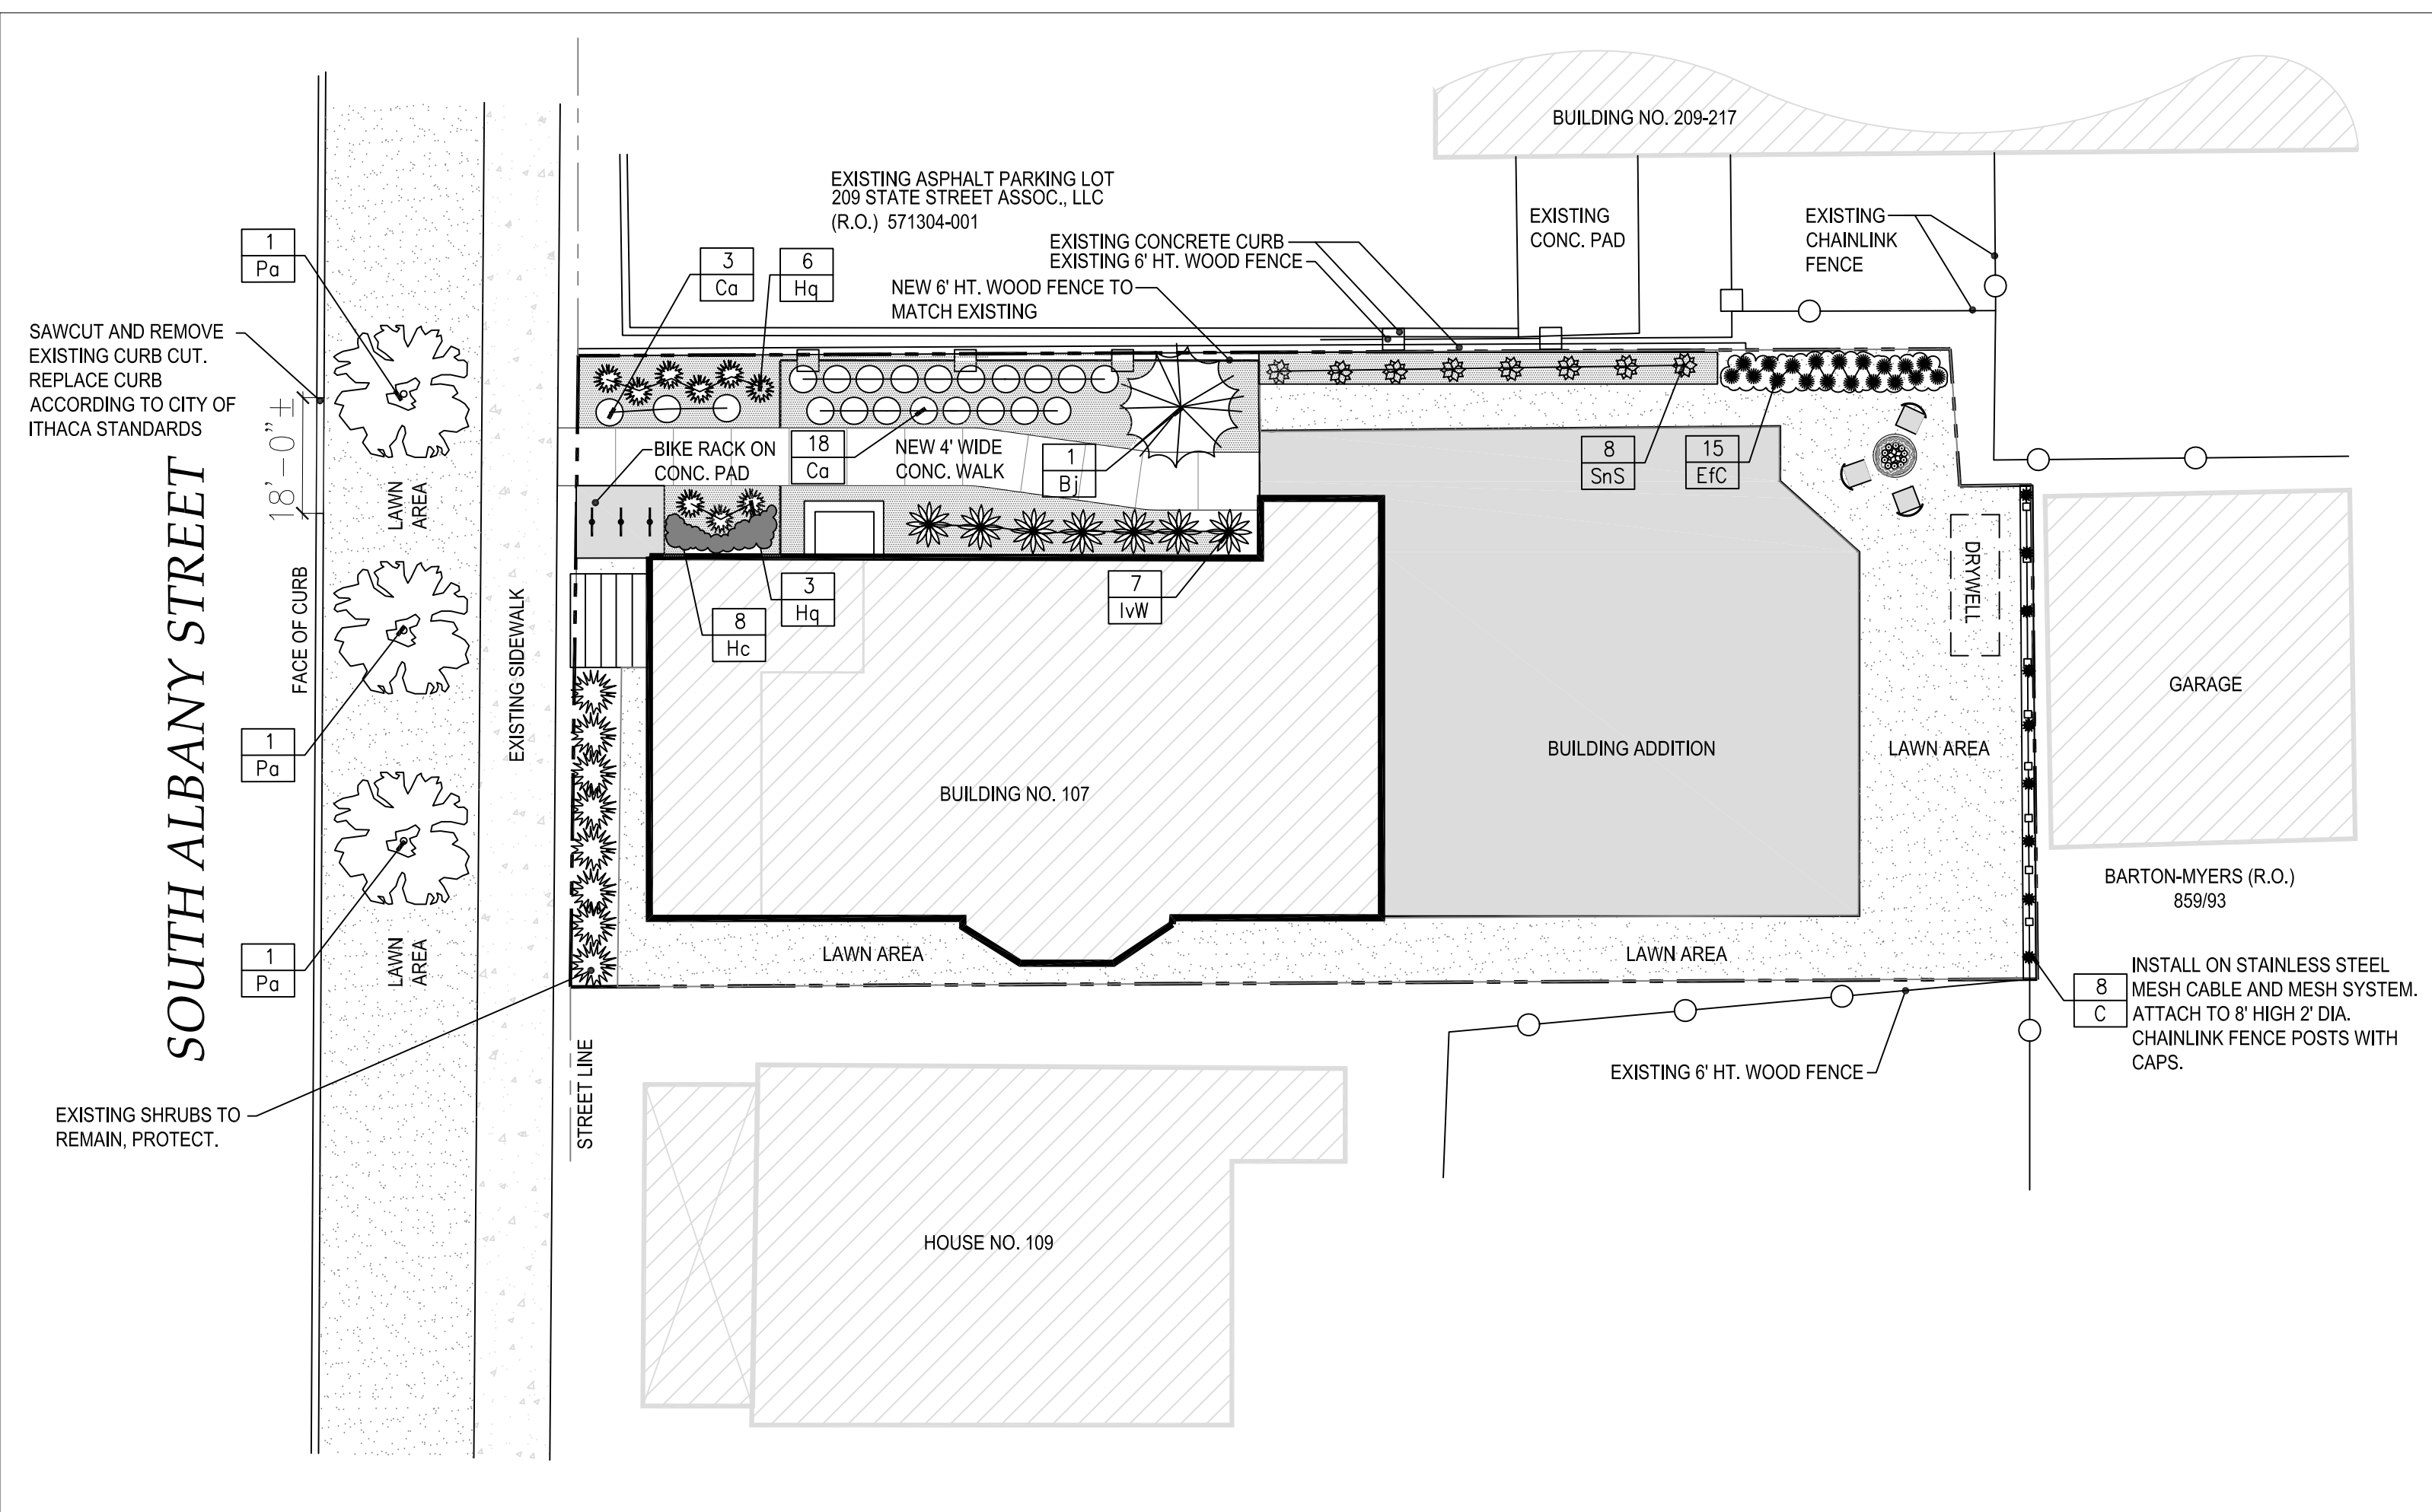 BUILDING NO. 209-217
EXISTING ASPHALT PARKING LOT
209 STATE STREET ASSOC., LLC
(R.O.) 571304-001
EXISTING
CONC. PAD
EXISTING
CHAINLINK
FENCE
1
Pa
3
Ca
6
Hq
EXISTING CONCRETE CURB
EXISTING 6' HT. WOOD FENCE
NEW 6' HT. WOOD FENCE TO
MATCH EXISTING
SAWCUT AND REMOVE
EXISTING CURB CUT.
REPLACE CURB
ACCORDING TO CITY OF
ITHACA STANDARDS
18'-0"±
LAWN
AREA
BIKE RACK ON
CONC. PAD
18
Ca
NEW 4' WIDE
CONC. WALK
1
Bj
8
SnS
15
EfC
SOUTH ALBANY STREET
FACE OF CURB
EXISTING SIDEWALK
3
Hq
8
Hc
7
IvW
DRYWELL
GARAGE
1
Pa
BUILDING NO. 107
BUILDING ADDITION
LAWN AREA
BARTON-MYERS (R.O.)
859/93
1
Pa
LAWN
AREA
LAWN AREA
LAWN AREA
8
C
INSTALL ON STAINLESS STEEL
MESH CABLE AND MESH SYSTEM.
ATTACH TO 8' HIGH 2' DIA.
CHAINLINK FENCE POSTS WITH
CAPS.
EXISTING 6' HT. WOOD FENCE
STREET LINE
EXISTING SHRUBS TO
REMAIN, PROTECT.
HOUSE NO. 109